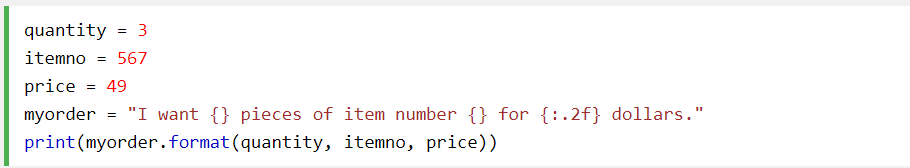 quantity = 3
itemno = 567
price = 49
myorder = "I want {} pieces of item number {} for {:.2f} dollars."
print(myorder.format(quantity, itemno, price))